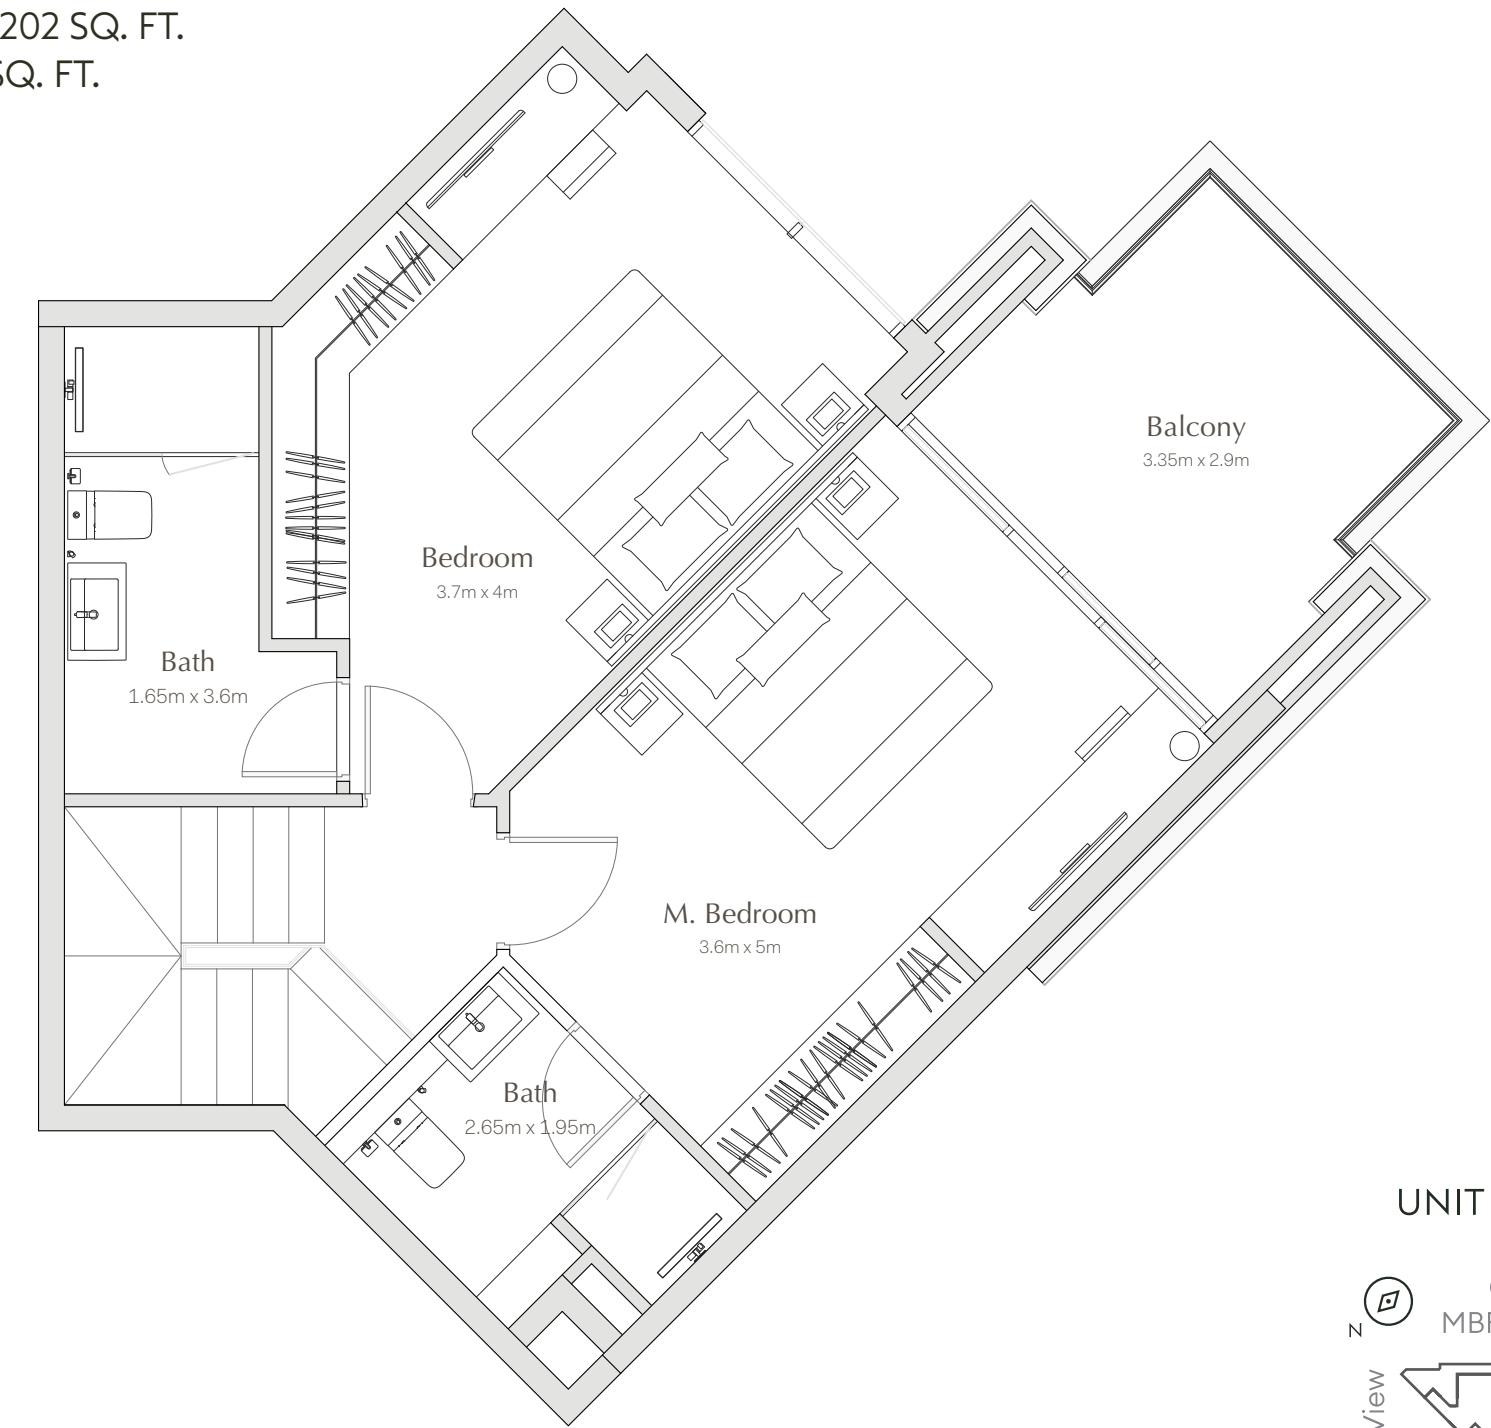 202 SQ. FT.
SQ. FT.
Balcony
3.35m x 2.9m
Bedroom
3.7m x 4m
Bath
1.65m x 3.6m
M. Bedroom
3.6m x 5m
Bath
2.65m x 1.95m
UNIT
N
View